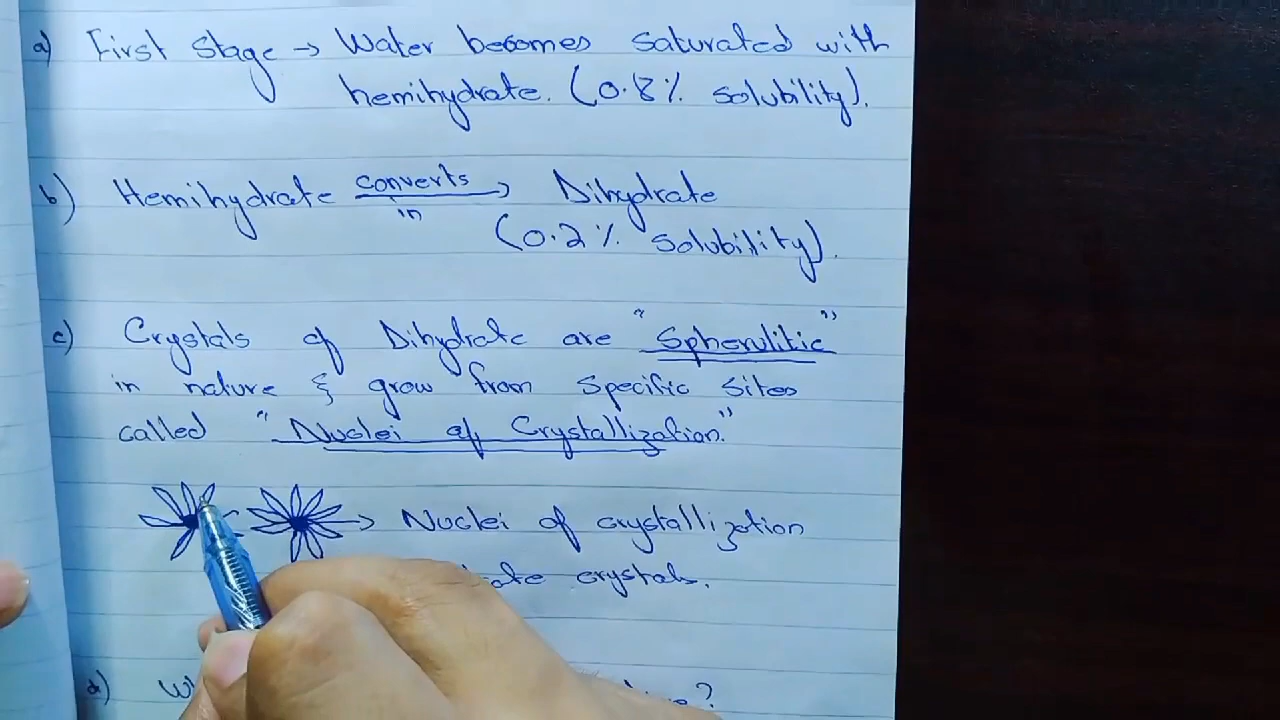 a) First Stage → Water becomes saturated with
hemihydrate. (0.8% solubility).
b) Hemihydrate converts in → Dihydrate
(0.2% solubility).
c) Crystals of Dihydrate are "Spherulitic"
in nature & grow from specific sites
called "Nuclei of Crystallization."
→ Nuclei of crystallization
crystals.
d)